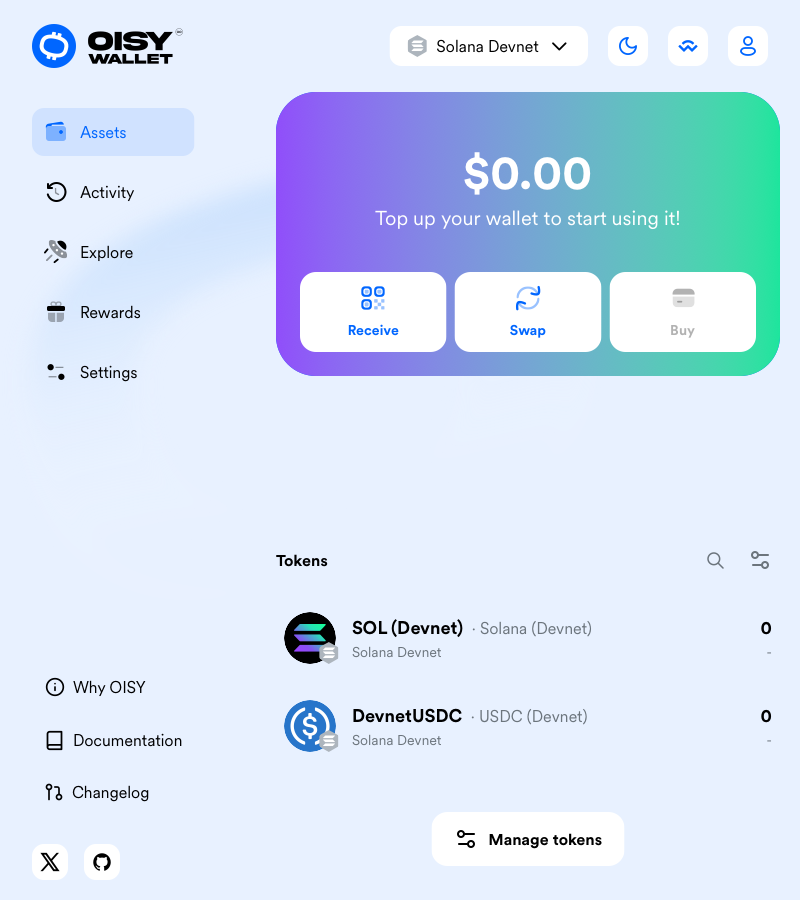 OISY
WALLET
Solana Devnet
Assets
Activity
Explore
Rewards
Settings
$0.00
Top up your wallet to start using it!
Receive
Swap
Buy
Tokens
SOL (Devnet) · Solana (Devnet)
0
Solana Devnet
-
DevnetUSDC · USDC (Devnet)
0
Solana Devnet
-
Manage tokens
Why OISY
Documentation
Changelog